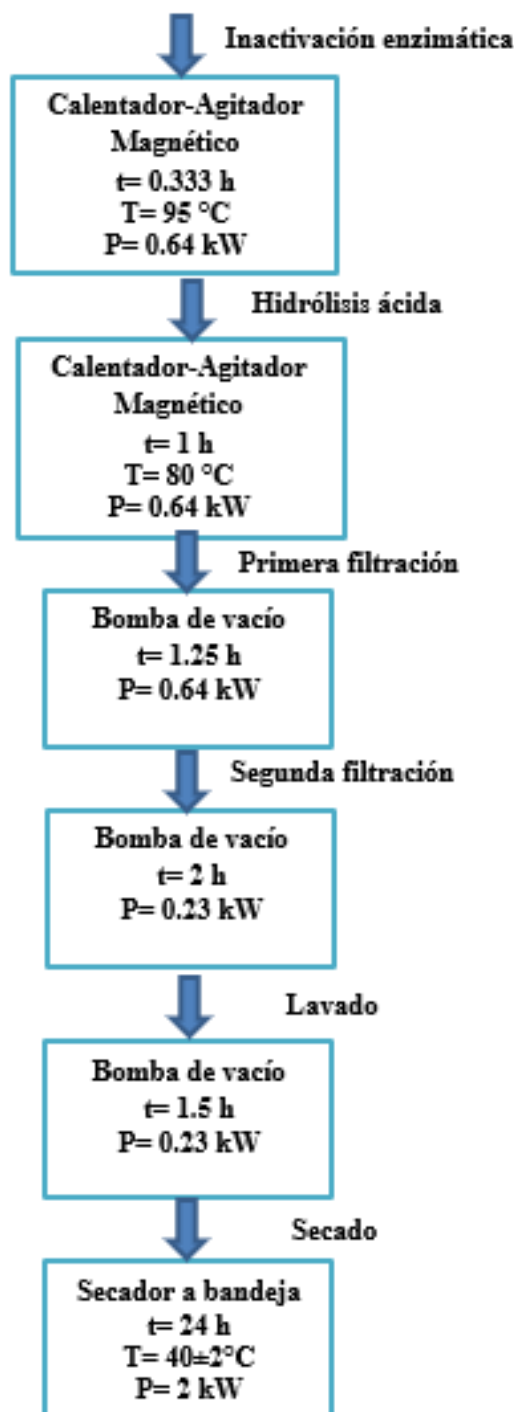 Inactivación enzimática
Calentador-Agitador
Magnético
t= 0.333 h
T= 95 °C
P= 0.64 kW
Hidrólisis ácida
Calentador-Agitador
Magnético
t= 1 h
T= 80 °C
P= 0.64 kW
Primera filtración
Bomba de vacío
t= 1.25 h
P= 0.64 kW
Segunda filtración
Bomba de vacío
t= 2 h
P= 0.23 kW
Lavado
Bomba de vacío
t= 1.5 h
P= 0.23 kW
Secado
Secador a bandeja
t= 24 h
T= 40±2°C
P= 2 kW